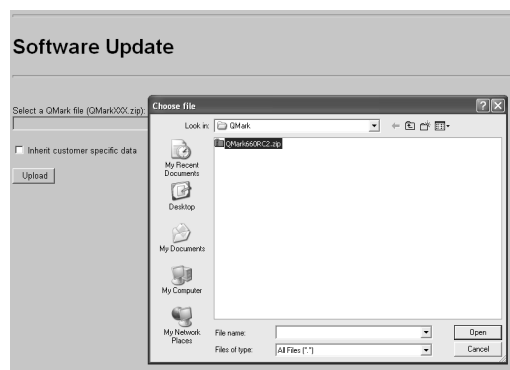 Software Update
Select a QMark file (QMarkXXX.zip):
Inherit customer specific data
Upload
Choose file
Look in:
QMark
QMark660RC2.zip
My Recent
Documents
Desktop
My Documents
My Computer
My Network
Places
File name:
Open
Files of type:
All Files (*.*)
Cancel